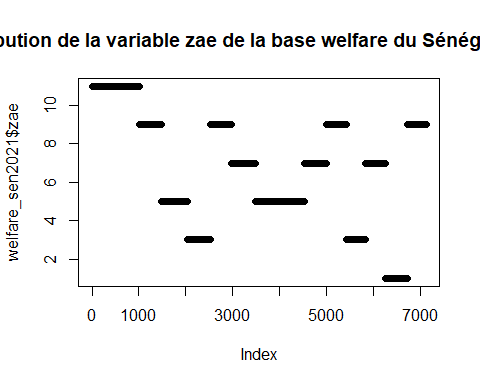 bution de la variable zae de la base welfare du Sénég
welfare_sen2021$zae
10
8
6
4
2
0 1000 3000 5000 7000
Index